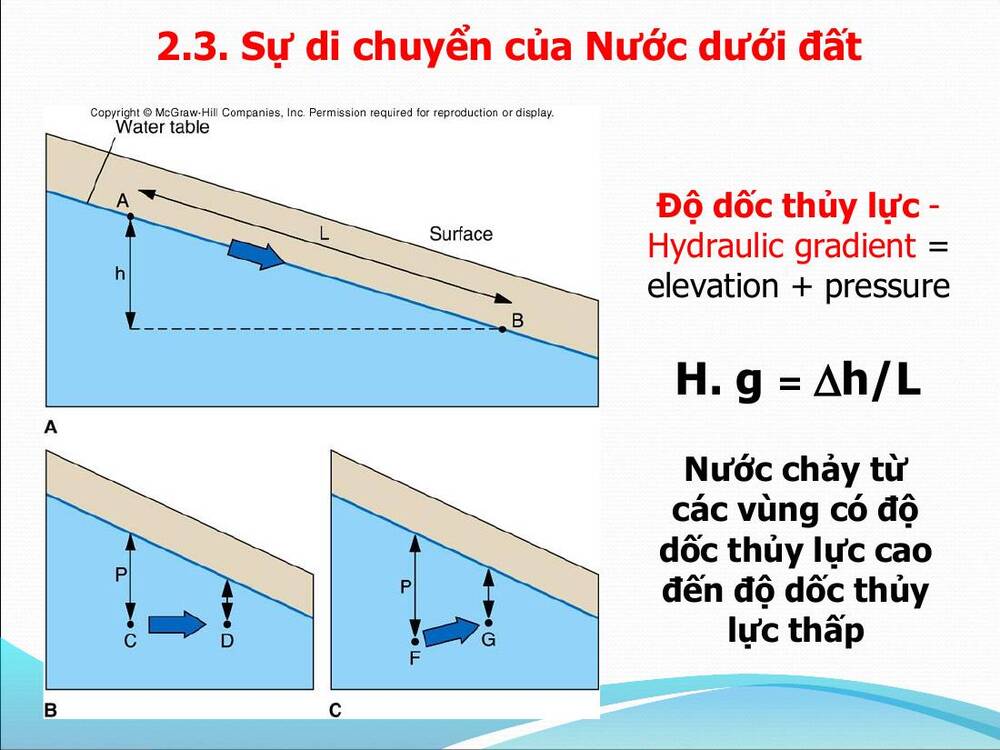 2.3. Sự di chuyển của Nước dưới đất
Copyright © McGraw-Hill Companies, Inc. Permission required for reproduction or display.
Water table
A
L
Surface
h
B
A
P
C
D
B
P
F
G
C
Độ dốc thủy lực -
Hydraulic gradient =
elevation + pressure
H. g = Δh/L
Nước chảy từ
các vùng có độ
dốc thủy lực cao
đến độ dốc thủy
lực thấp